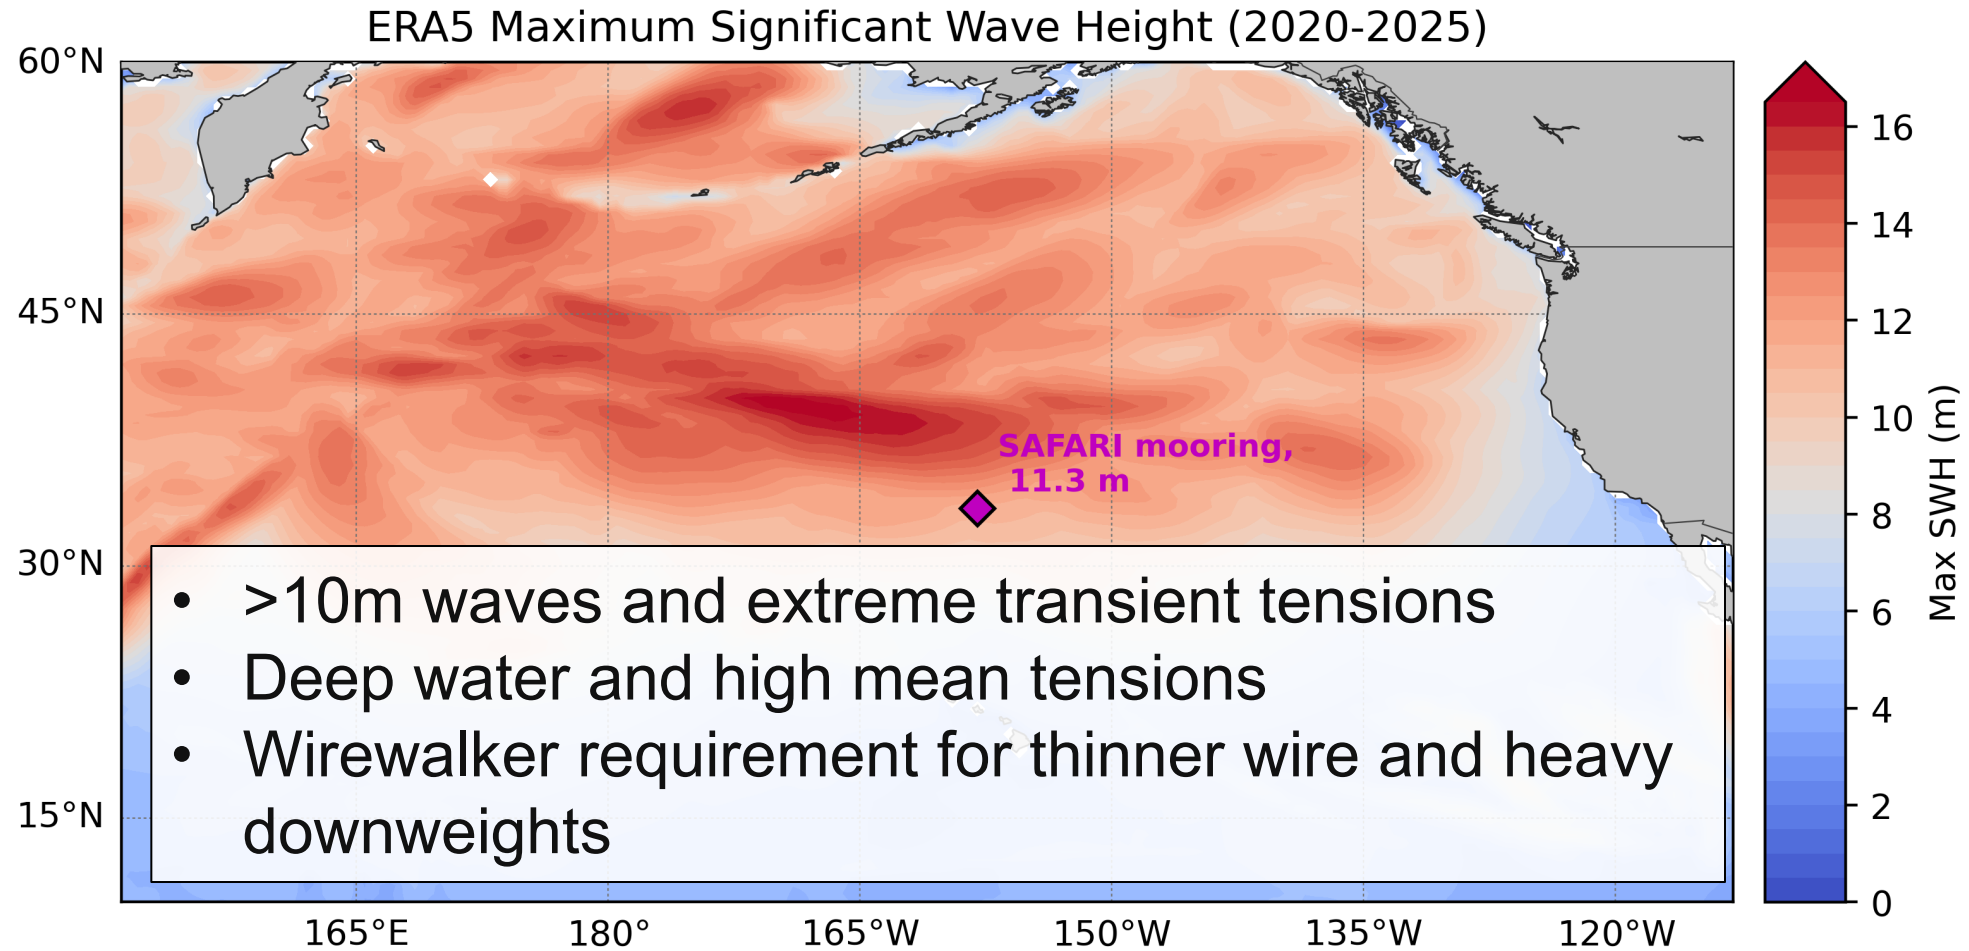 ERA5 Maximum Significant Wave Height (2020-2025)
60°N
45°N
30°N
15°N
SAFARI mooring,
11.3 m
• >10m waves and extreme transient tensions
• Deep water and high mean tensions
• Wirewalker requirement for thinner wire and heavy
downweights
165°E
180°
165°W
150°W
135°W
120°W
16
14
12
10
8
6
4
2
0
Max SWH (m)